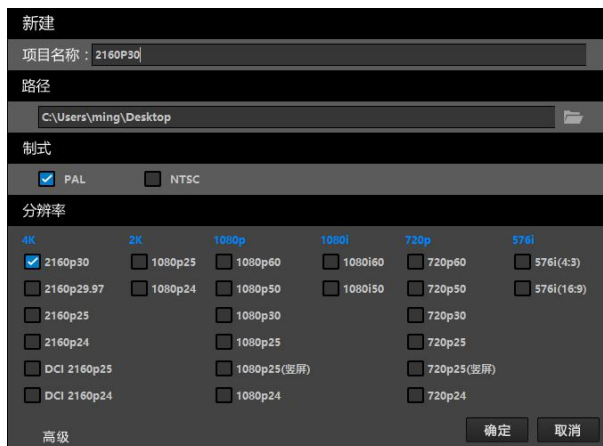 新建
项目名称：2160P30
路径
C:\Users\ming\Desktop
制式
PAL NTSC
分辨率
4K 2K 1080p 1080i 720p 576i
2160p30 1080p25 1080p60 1080i60 720p60 576i(4:3)
2160p29.97 1080p24 1080p50 1080i50 720p50 576i(16:9)
2160p25 1080p30 720p30
2160p24 1080p25 720p25
DCI 2160p25 1080p25(竖屏) 720p25(竖屏)
DCI 2160p24 1080p24 720p24
高级 确定 取消